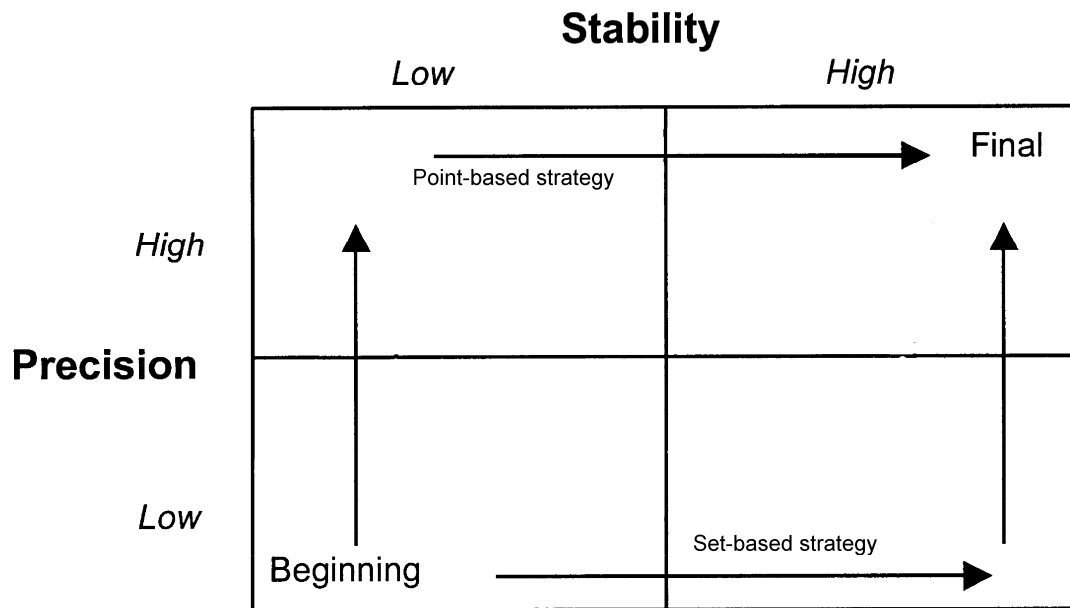 Stability
Low
High
Final
Point-based strategy
High
Precision
Low
Set-based strategy
Beginning